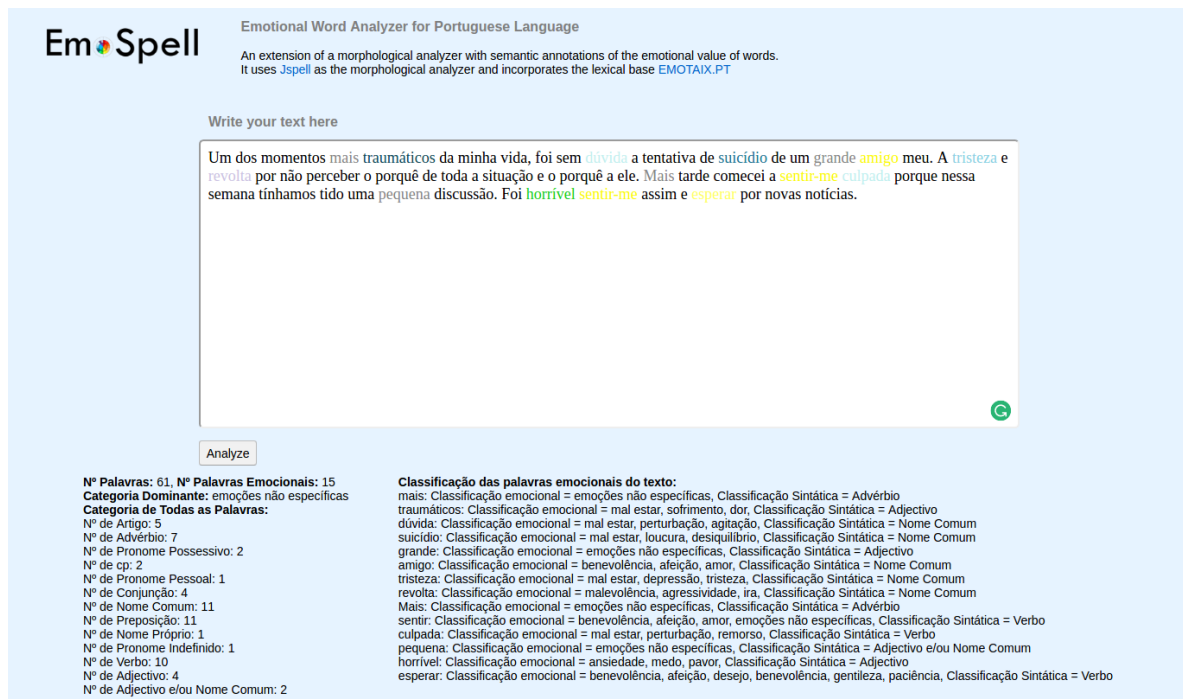 EmoSpell
Emotional Word Analyzer for Portuguese Language
An extension of a morphological analyzer with semantic annotations of the emotional value of words.
It uses Jspell as the morphological analyzer and incorporates the lexical base EMOTAIX.PT
Write your text here
Um dos momentos mais traumáticos da minha vida, foi sem dúvida a tentativa de suicídio de um grande amigo meu. A tristeza e
revolta por não perceber o porquê de toda a situação e o porquê a ele. Mais tarde comecei a sentir-me culpada porque nessa
semana tínhamos tido uma pequena discussão. Foi horrível sentir-me assim e esperar por novas notícias.
Analyze
Nº Palavras: 61, Nº Palavras Emocionais: 15
Categoria Dominante: emoções não específicas
Categoria de Todas as Palavras:
Nº de Artigo: 5
Nº de Advérbio: 7
Nº de Pronome Possessivo: 2
Nº de cp: 2
Nº de Pronome Pessoal: 1
Nº de Conjunção: 4
Nº de Nome Comum: 11
Nº de Preposição: 11
Nº de Nome Próprio: 1
Nº de Pronome Indefinido: 1
Nº de Verbo: 10
Nº de Adjectivo: 4
Nº de Adjectivo e/ou Nome Comum: 2
Classificação das palavras emocionais do texto:
mais: Classificação emocional = emoções não específicas, Classificação Sintática = Advérbio
traumáticos: Classificação emocional = mal estar, sofrimento, dor, Classificação Sintática = Adjectivo
dúvida: Classificação emocional = mal estar, perturbação, agitação, Classificação Sintática = Nome Comum
suicídio: Classificação emocional = mal estar, loucura, desiquilíbrio, Classificação Sintática = Nome Comum
grande: Classificação emocional = emoções não específicas, Classificação Sintática = Adjectivo
amigo: Classificação emocional = benevolência, afeição, amor, Classificação Sintática = Nome Comum
tristeza: Classificação emocional = mal estar, depressão, tristeza, Classificação Sintática = Nome Comum
revolta: Classificação emocional = malevolência, agressividade, ira, Classificação Sintática = Nome Comum
Mais: Classificação emocional = emoções não específicas, Classificação Sintática = Advérbio
sentir: Classificação emocional = benevolência, afeição, amor, emoções não específicas, Classificação Sintática = Verbo
culpada: Classificação emocional = mal estar, perturbação, remorso, Classificação Sintática = Verbo
pequena: Classificação emocional = emoções não específicas, Classificação Sintática = Adjectivo e/ou Nome Comum
horrível: Classificação emocional = ansiedade, medo, pavor, Classificação Sintática = Adjectivo
esperar: Classificação emocional = benevolência, afeição, desejo, benevolência, gentileza, paciência, Classificação Sintática = Verbo